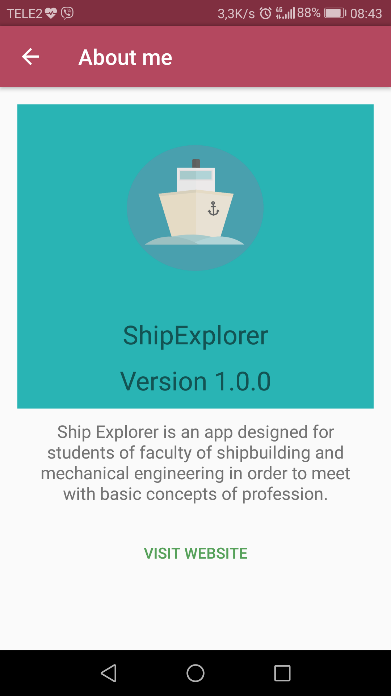 TELE2 3,3K/s 4G 88% 08:43
About me
ShipExplorer
Version 1.0.0
Ship Explorer is an app designed for
students of faculty of shipbuilding and
mechanical engineering in order to meet
with basic concepts of profession.
VISIT WEBSITE